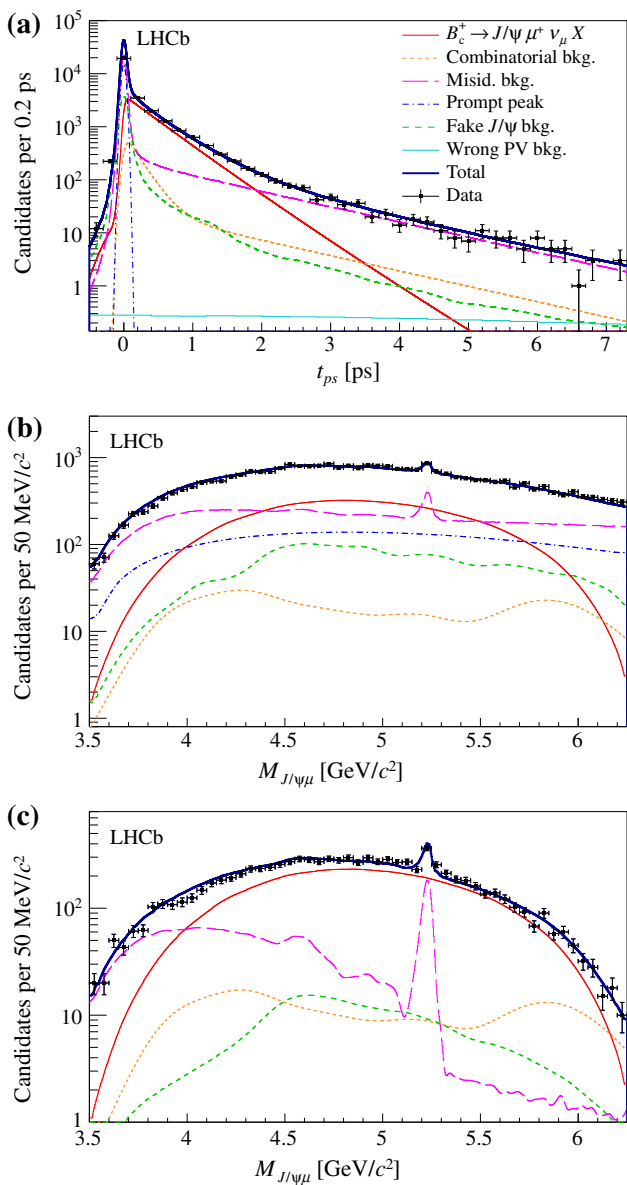 (a)
LHCb
B_c^+ → J/ψ μ^+ ν_μ X
Combinatorial bkg.
Misid. bkg.
Prompt peak
Fake J/ψ bkg.
Wrong PV bkg.
Total
Data
Candidates per 0.2 ps
10^5
10^4
10^3
10^2
10
1
0 1 2 3 4 5 6 7
t_ps [ps]
(b)
LHCb
Candidates per 50 MeV/c^2
10^3
10^2
10
1
3.5 4 4.5 5 5.5 6
M_J/ψμ [GeV/c^2]
(c)
LHCb
Candidates per 50 MeV/c^2
10^2
10
1
3.5 4 4.5 5 5.5 6
M_J/ψμ [GeV/c^2]